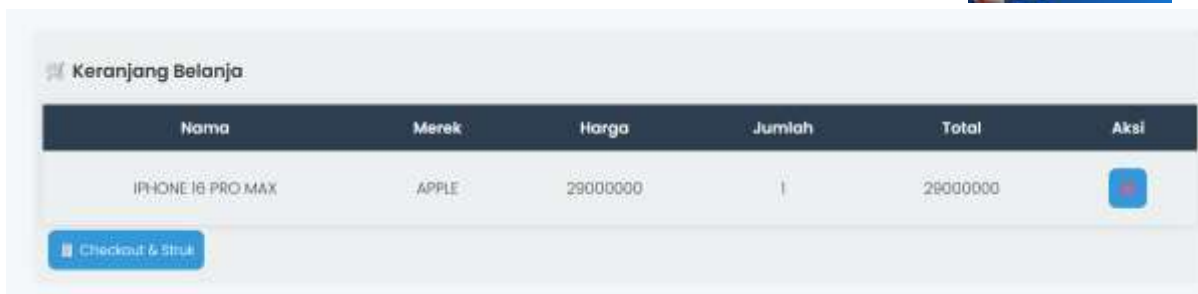 Keranjang Belanja
Nama Merek Harga Jumlah Total Aksi
IPHONE 16 PRO MAX APPLE 29000000 1 29000000
Checkout & Struk